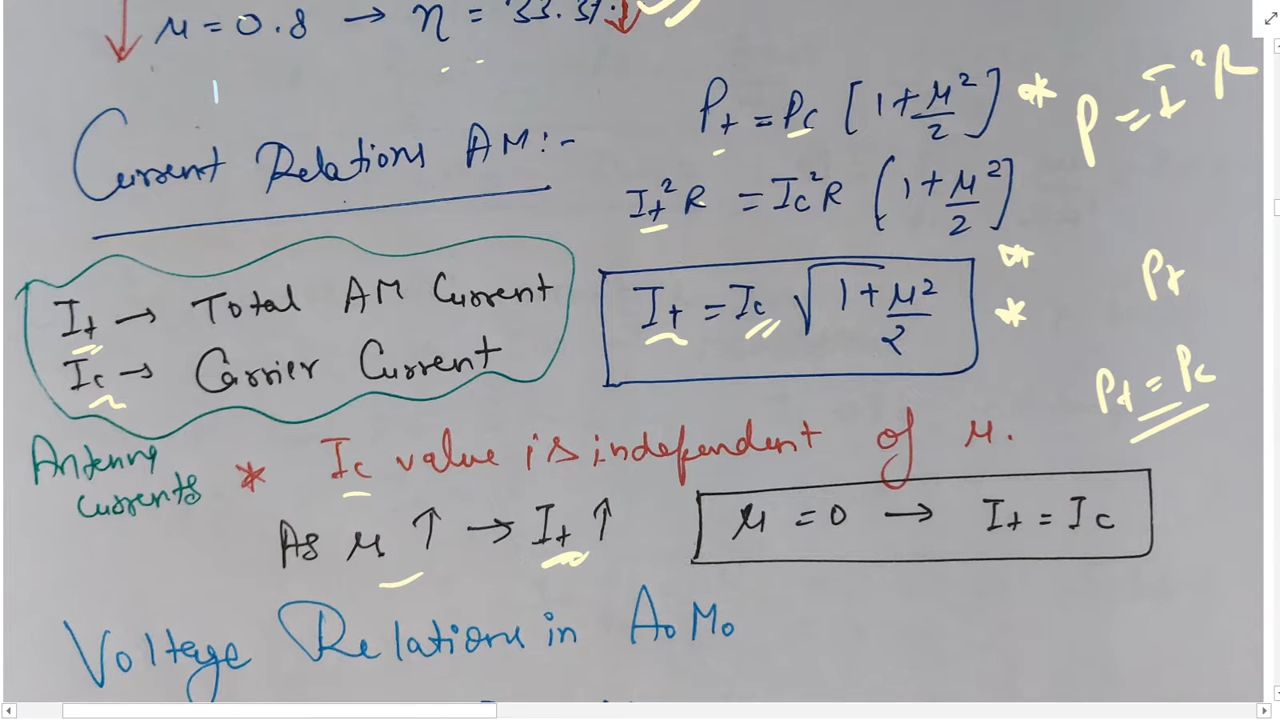 ↓ μ = 0.8 → η = 33.3%↓
Current Relations AM:-
Pt = Pc [1 + μ²/2] *
P = I²R
It²R = Ic²R (1 + μ²/2]
It → Total AM Current
Ic → Carrier Current
It = Ic √1 + μ²/2
Pt
Pt = Pc
Antenna
Currents
* Ic value is independent of μ.
As μ ↑ → It ↑
μ = 0 → It = Ic
Voltage Relations in A.M.